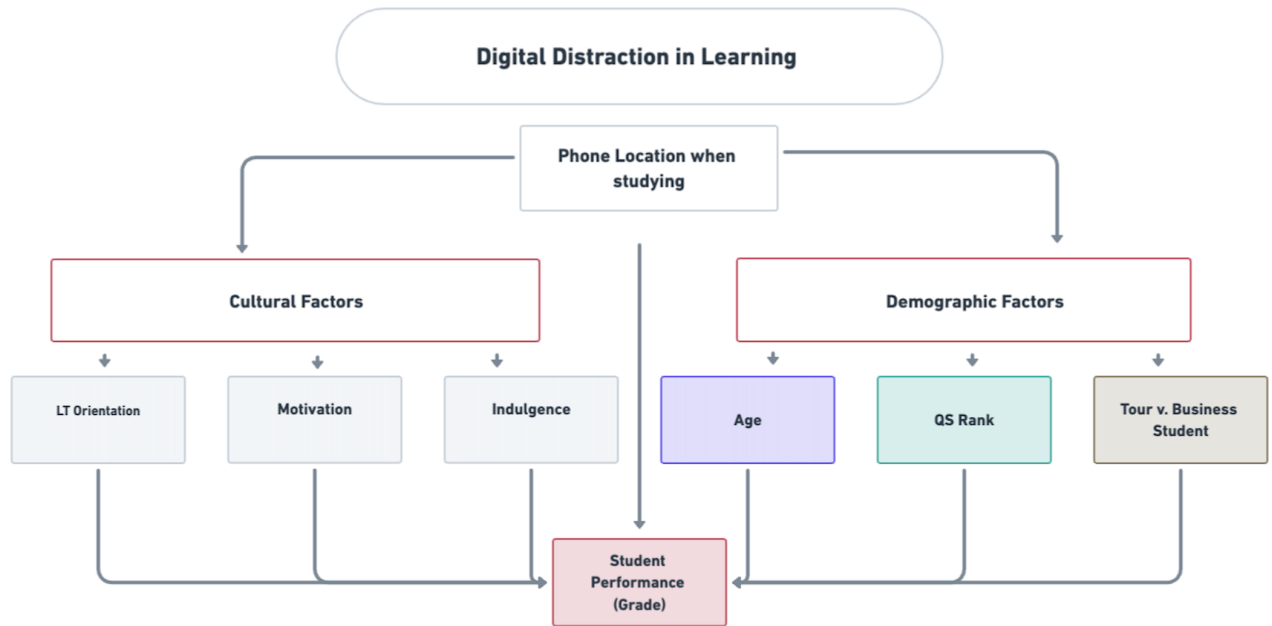 Digital Distraction in Learning
Phone Location when
studying
Cultural Factors
Demographic Factors
LT Orientation
Motivation
Indulgence
Age
QS Rank
Tour v. Business
Student
Student
Performance
(Grade)